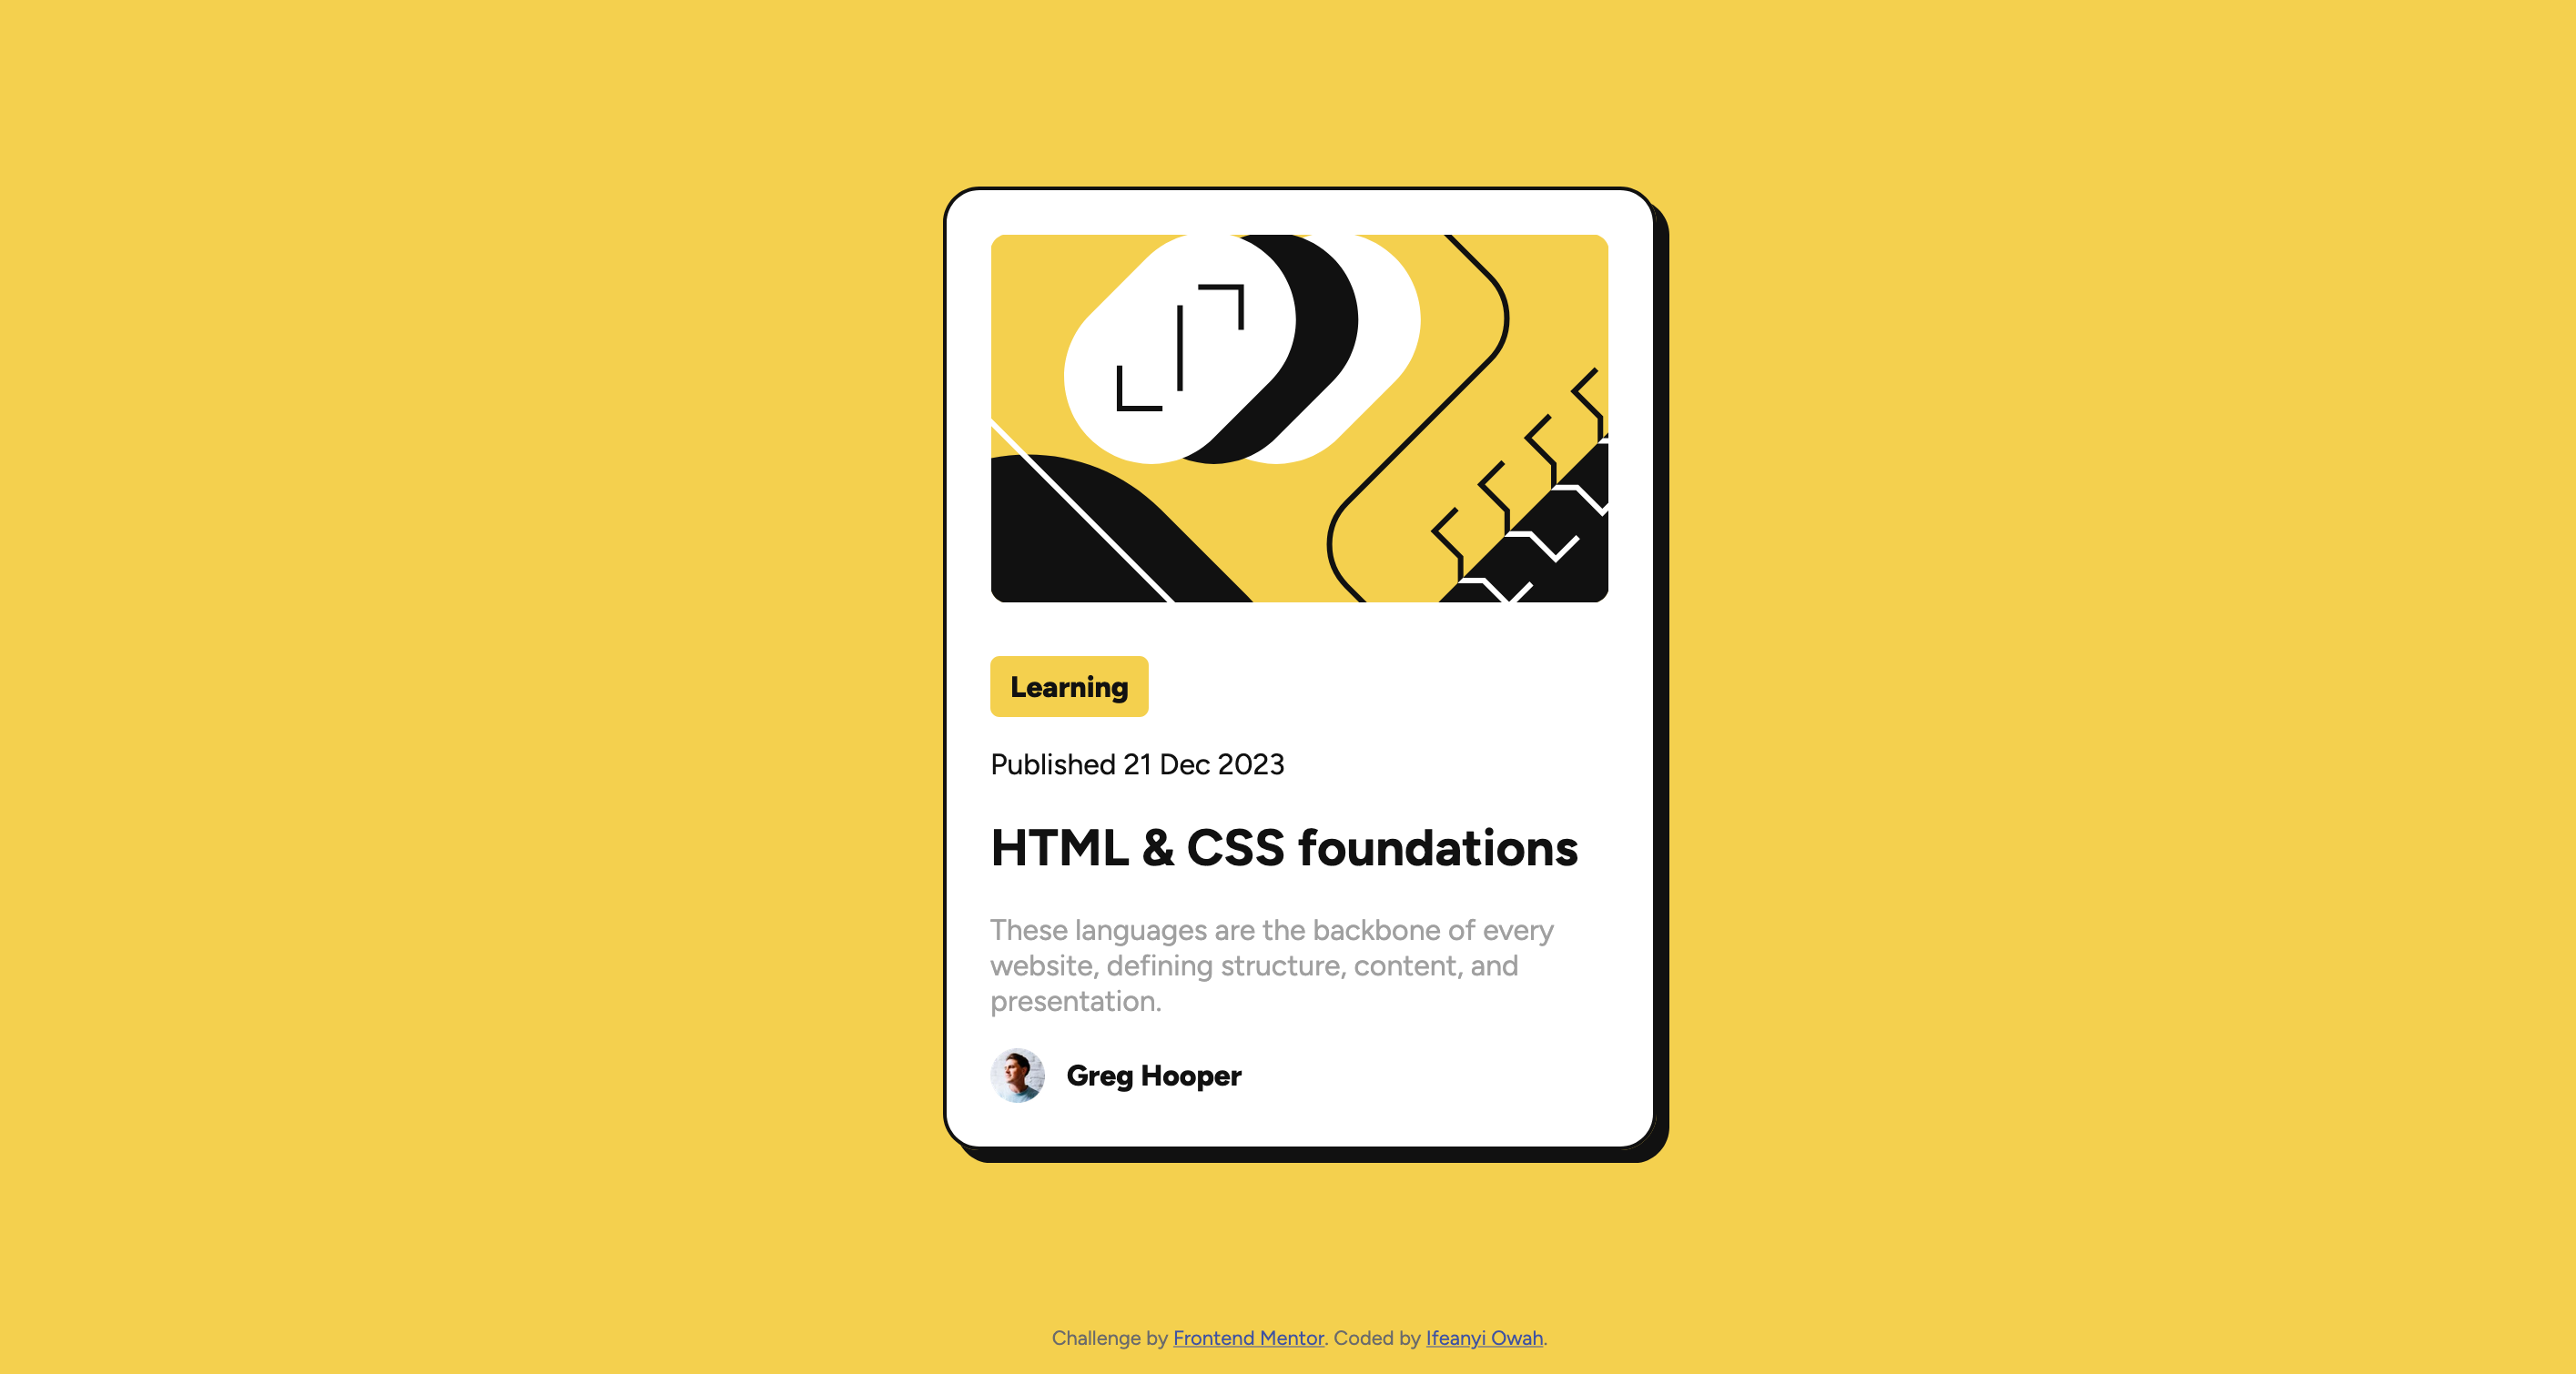 Learning
Published 21 Dec 2023
HTML & CSS foundations
These languages are the backbone of every
website, defining structure, content, and
presentation.
Greg Hooper
Challenge by Frontend Mentor. Coded by Ifeanyi Owah.